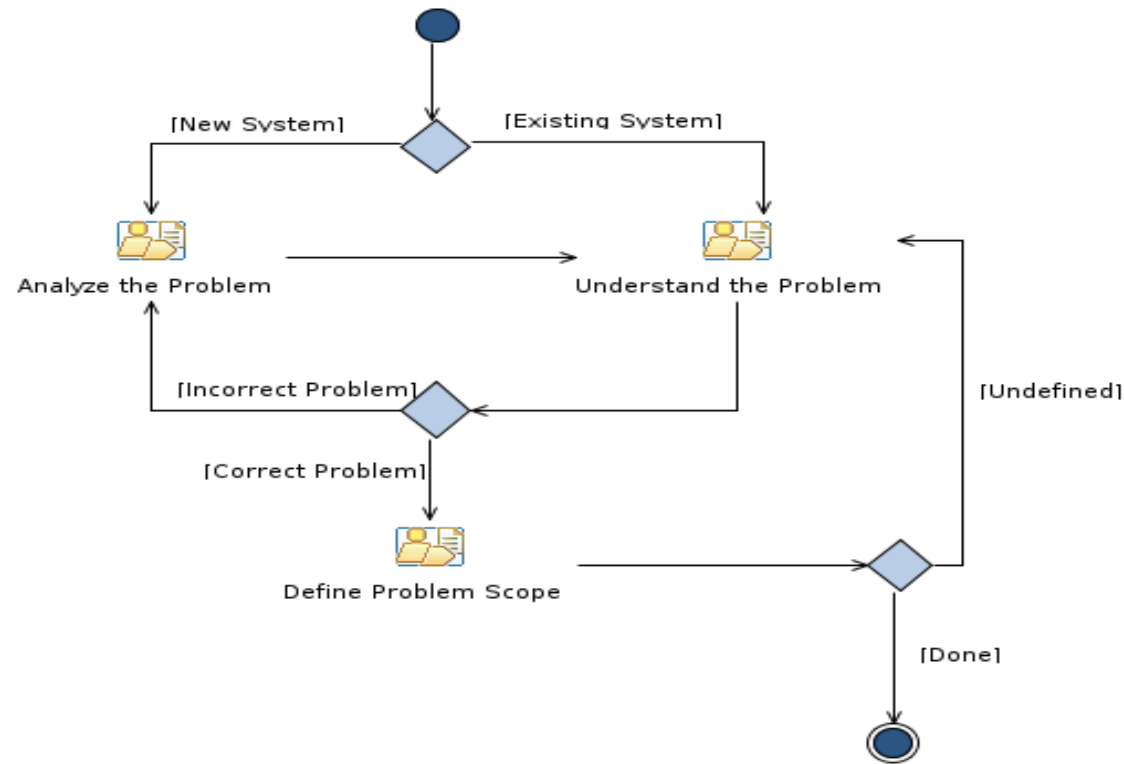 [New System]
[Existing System]
Analyze the Problem
Understand the Problem
[Incorrect Problem]
[Undefined]
[Correct Problem]
Define Problem Scope
[Done]